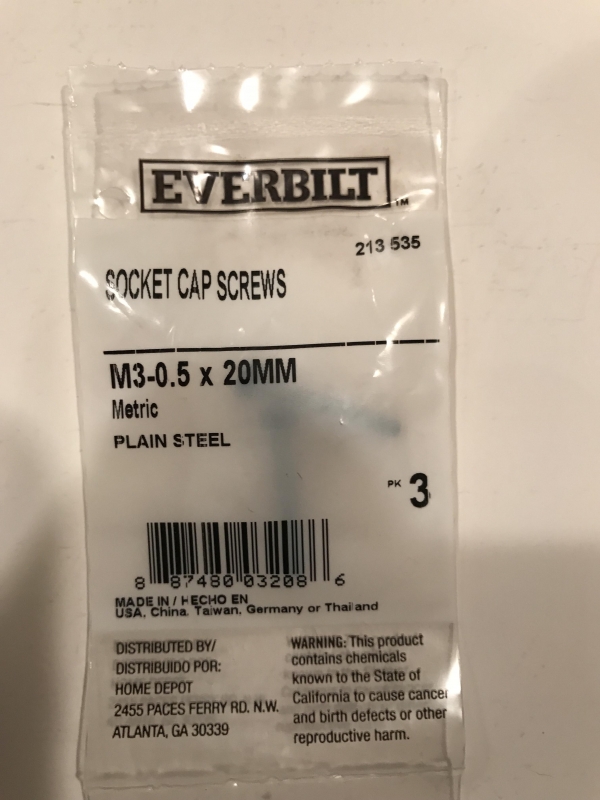 EVERBILT TM
213 535
SOCKET CAP SCREWS
M3-0.5 x 20MM
Metric
PLAIN STEEL
PK 3
8 87480 03208 6
MADE IN / HECHO EN
USA, China, Taiwan, Germany or Thailand
DISTRIBUTED BY/
DISTRIBUIDO POR:
HOME DEPOT
2455 PACES FERRY RD. N.W.
ATLANTA, GA 30339
WARNING: This product
contains chemicals
known to the State of
California to cause cancer
and birth defects or other
reproductive harm.